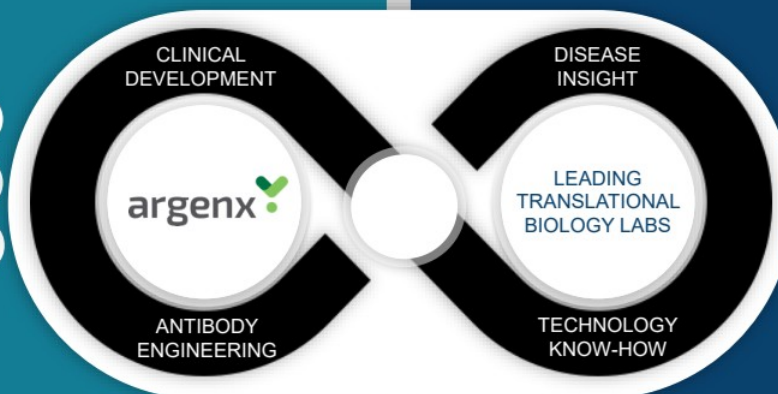 CLINICAL
DEVELOPMENT
argenx
ANTIBODY
ENGINEERING
DISEASE
INSIGHT
LEADING
TRANSLATIONAL
BIOLOGY LABS
TECHNOLOGY
KNOW-HOW